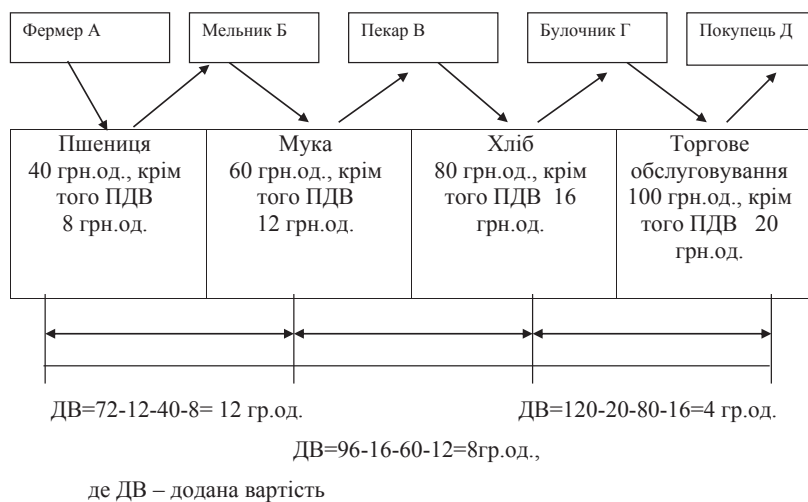 Фермер А
Мельник Б
Пекар В
Булочник Г
Покупець Д
Пшениця
40 грн.од., крім
того ПДВ
8 грн.од.
Мука
60 грн.од., крім
того ПДВ
12 грн.од.
Хліб
80 грн.од., крім
того ПДВ 16
грн.од.
Торгове
обслуговування
100 грн.од., крім
того ПДВ 20
грн.од.
ДВ=72-12-40-8= 12 гр.од.
ДВ=120-20-80-16=4 гр.од.
ДВ=96-16-60-12=8гр.од.,
де ДВ – додана вартість